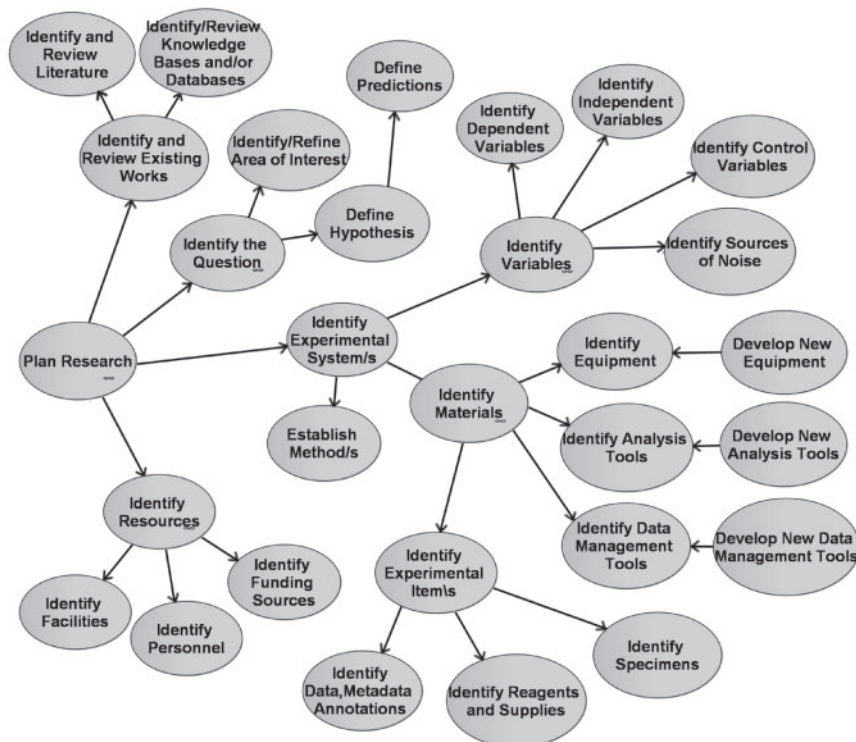 Identify and
Review
Literature
Identify/Review
Knowledge
Bases and/or
Databases
Identify and
Review Existing
Works
Identify/Refine
Area of Interest
Define
Predictions
Identify the
Question
Define
Hypothesis
Identify
Dependent
Variables
Identify
Independent
Variables
Identify Control
Variables
Identify
Variables
Identify Sources
of Noise
Plan Research
Identify
Experimental
System/s
Establish
Method/s
Identify
Materials
Identify
Equipment
Develop New
Equipment
Identify Analysis
Tools
Develop New
Analysis Tools
Identify Data
Management
Tools
Develop New Data
Management Tools
Identify
Resources
Identify
Facilities
Identify
Personnel
Identify
Funding
Sources
Identify
Experimental
Item\s
Identify
Data,Metadata
Annotations
Identify Reagents
and Supplies
Identify
Specimens